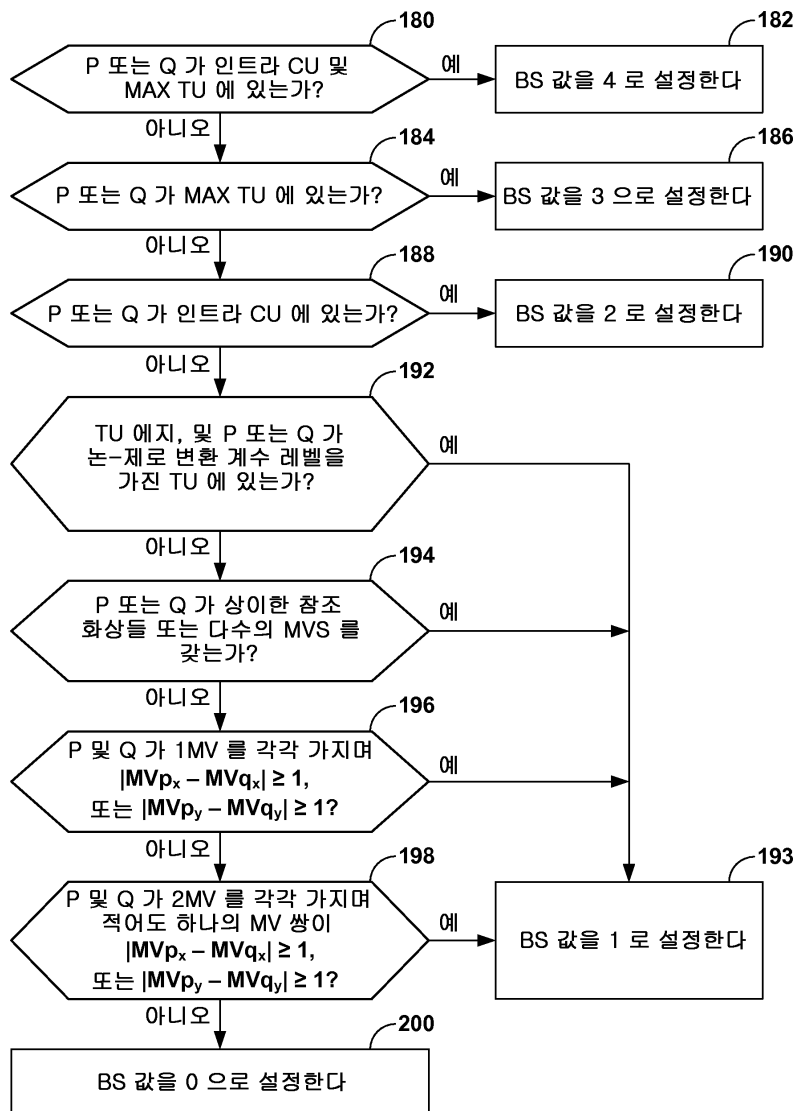 180
P 또는 Q 가 인트라 CU 및
MAX TU 에 있는가?
예
182
BS 값을 4 로 설정한다
아니오
184
P 또는 Q 가 MAX TU 에 있는가?
예
186
BS 값을 3 으로 설정한다
아니오
188
P 또는 Q 가 인트라 CU 에 있는가?
예
190
BS 값을 2 로 설정한다
아니오
192
TU 에지, 및 P 또는 Q 가
논-제로 변환 계수 레벨을
가진 TU 에 있는가?
예
아니오
194
P 또는 Q 가 상이한 참조
화상들 또는 다수의 MVS 를
갖는가?
예
아니오
196
P 및 Q 가 1MV 를 각각 가지며
|MVpₓ – MVqₓ| ≥ 1,
또는 |MVpᵧ – MVqᵧ| ≥ 1?
예
아니오
198
P 및 Q 가 2MV 를 각각 가지며
적어도 하나의 MV 쌍이
|MVpₓ – MVqₓ| ≥ 1,
또는 |MVpᵧ – MVqᵧ| ≥ 1?
예
193
BS 값을 1 로 설정한다
아니오
200
BS 값을 0 으로 설정한다